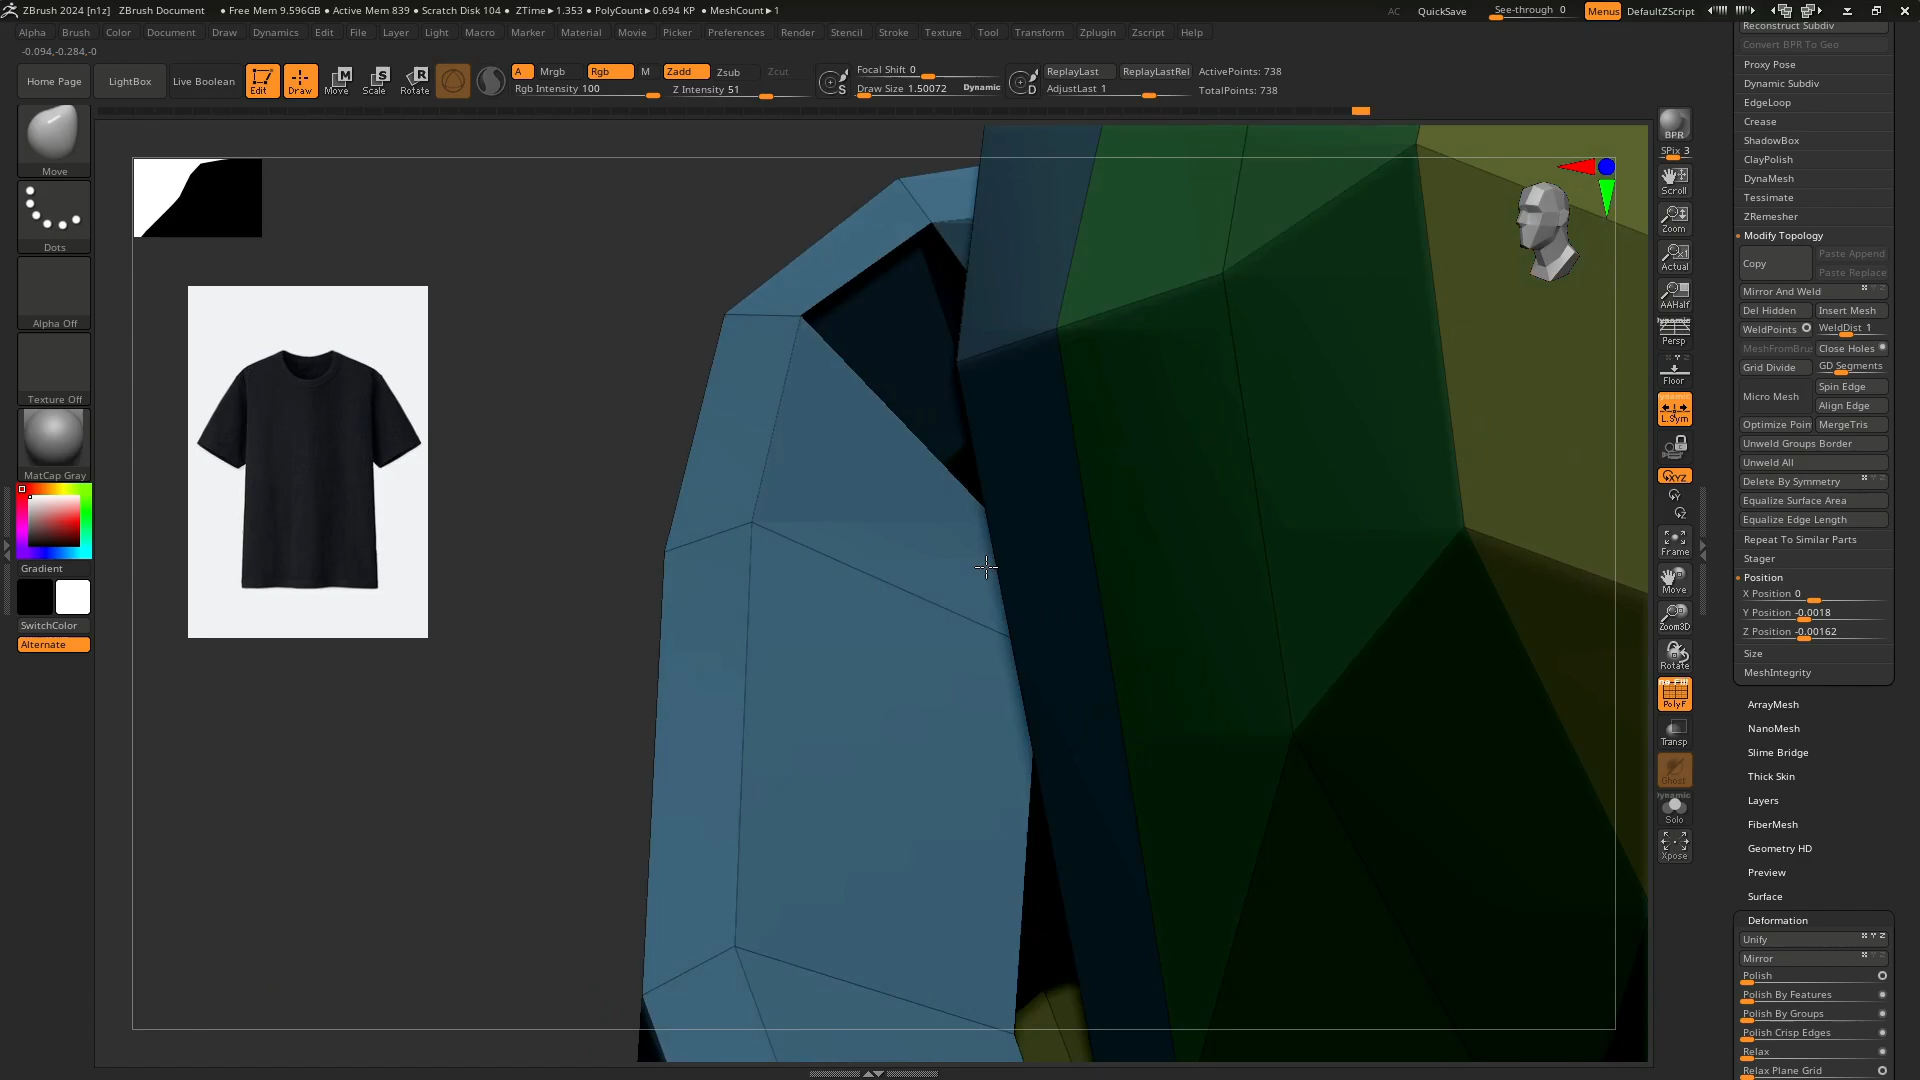 ZBrush 2024 [n1z] ZBrush Document • Free Mem 9.596GB • Active Mem 839 • Scratch Disk 104 • ZTime▸1.353 • PolyCount▸0.694 KP • MeshCount▸1 AC QuickSave See-through 0 Menus DefaultZScript
Alpha Brush Color Document Draw Dynamics Edit File Layer Light Macro Marker Material Movie Picker Preferences Render Stencil Stroke Texture Tool Transform Zplugin Zscript Help
-0.094,-0.284,-0
Home Page LightBox Live Boolean Edit Draw Move Scale Rotate
A Mrgb Rgb M Zadd Zsub Zcut
Rgb Intensity 100 Z Intensity 51
Focal Shift 0
Draw Size 1.50072 Dynamic
ReplayLast ReplayLastRel ActivePoints: 738
AdjustLast 1 TotalPoints: 738
Move
Dots
Alpha Off
Texture Off
MatCap Gray
Gradient
SwitchColor
Alternate
BPR
SPix 3
Scroll
Zoom
Actual
AAHalf
Dynamic
Persp
Floor
L.Sym
XYZ
Frame
Move
Zoom3D
Rotate
PolyF
Transp
Ghost
Dynamic
Solo
Xpose
Reconstruct Subdiv
Convert BPR To Geo
Proxy Pose
Dynamic Subdiv
EdgeLoop
Crease
ShadowBox
ClayPolish
DynaMesh
Tessimate
ZRemesher
Modify Topology
Copy Paste Append
Paste Replace
Mirror And Weld
Del Hidden Insert Mesh
WeldPoints WeldDist 1
MeshFromBru Close Holes
Grid Divide GD Segments
Micro Mesh Spin Edge
Align Edge
Optimize Poin MergeTris
Unweld Groups Border
Unweld All
Delete By Symmetry
Equalize Surface Area
Equalize Edge Length
Repeat To Similar Parts
Stager
Position
X Position 0
Y Position -0.0018
Z Position -0.00162
Size
MeshIntegrity
ArrayMesh
NanoMesh
Slime Bridge
Thick Skin
Layers
FiberMesh
Geometry HD
Preview
Surface
Deformation
Unify
Mirror
Polish
Polish By Features
Polish By Groups
Polish Crisp Edges
Relax
Relax Plane Grid